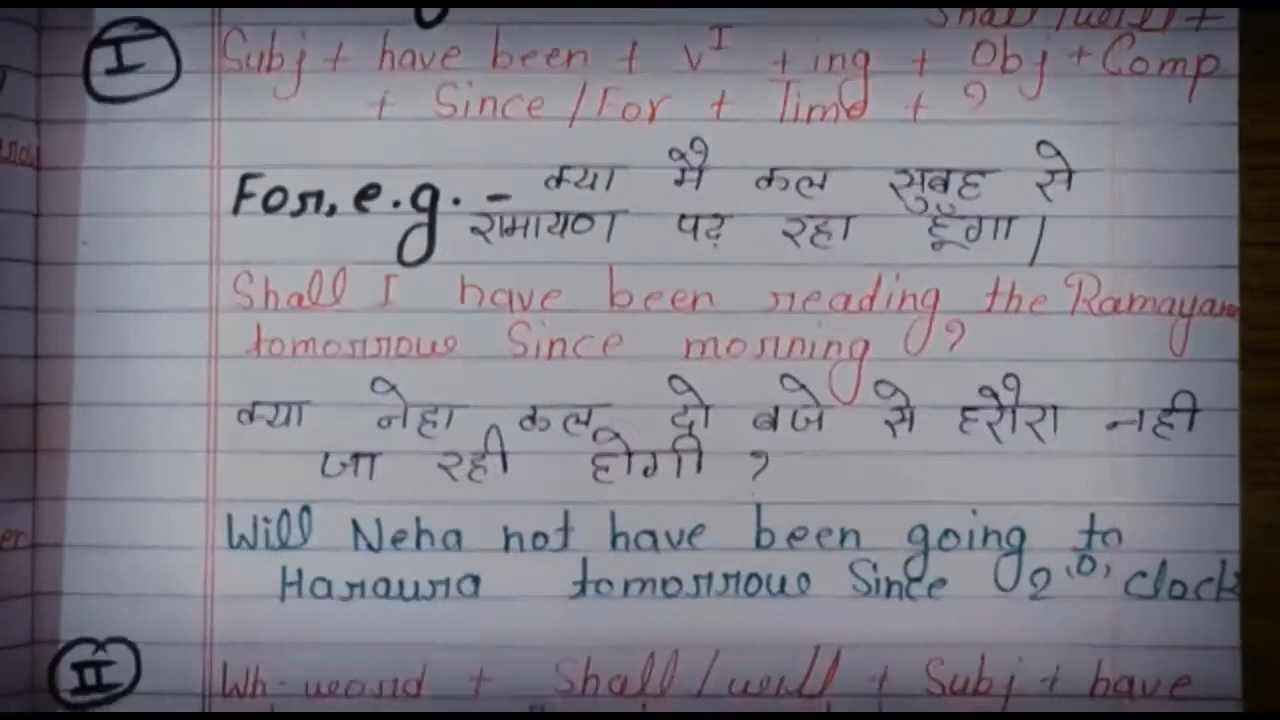 Shall/will +
I Subj + have been + V I + ing + Obj + Comp
+ Since/For + Time + ?
For, e.g. - क्या मैं कल सुबह से
रामायण पढ़ रहा हूँगा।
Shall I have been reading the Ramayan
tomorrow Since morning ?
क्या नेहा कल दो बजे से हरौरा नही
जा रही होगी ?
Will Neha not have been going to
Haraura tomorrow Since 2 'O' clock
II Wh-word + Shall/will + Subj + have